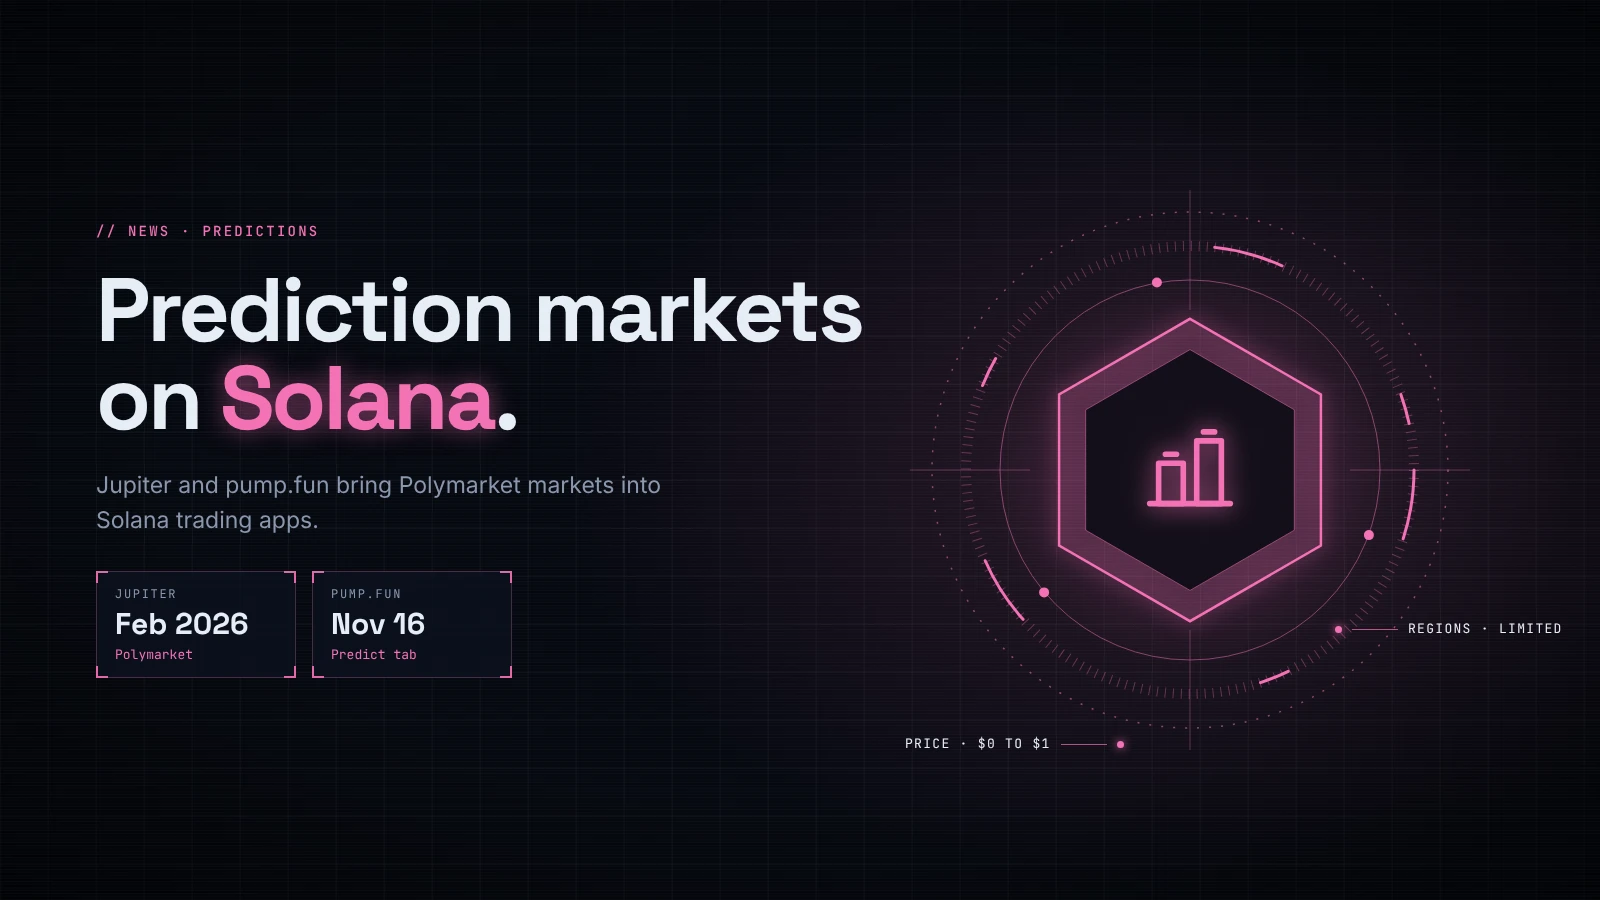 // NEWS · PREDICTIONS
Prediction markets
on Solana.
Jupiter and pump.fun bring Polymarket markets into
Solana trading apps.
JUPITER
Feb 2026
Polymarket
PUMP.FUN
Nov 16
Predict tab
REGIONS · LIMITED
PRICE · $0 TO $1